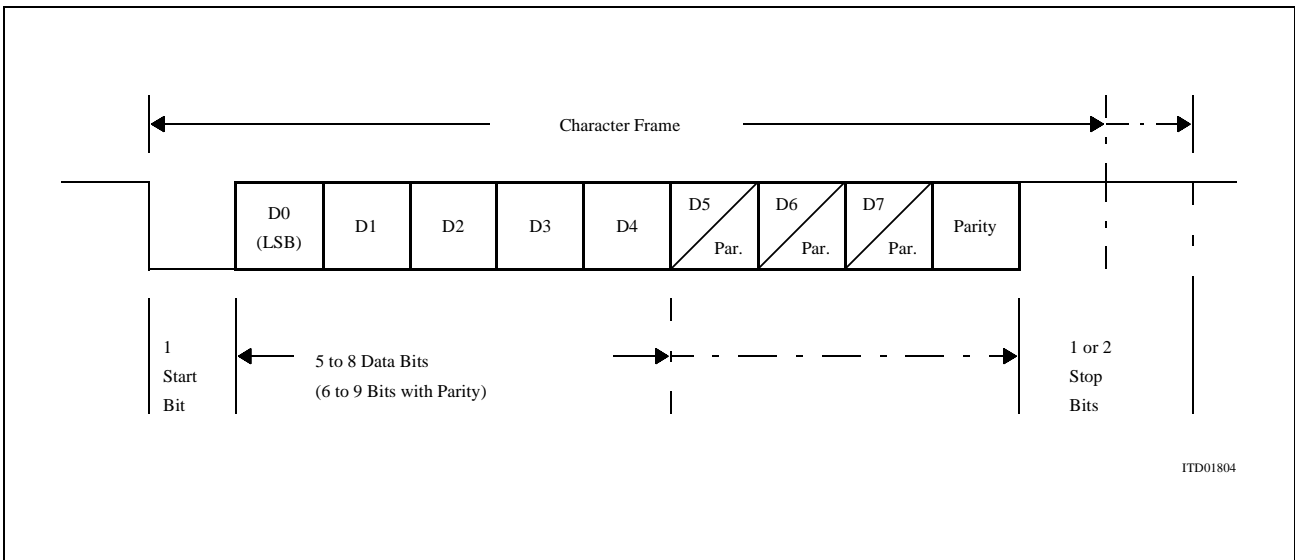 Character Frame
D0
(LSB)
D1
D2
D3
D4
D5
Par.
D6
Par.
D7
Par.
Parity
1
Start
Bit
5 to 8 Data Bits
(6 to 9 Bits with Parity)
1 or 2
Stop
Bits
ITD01804